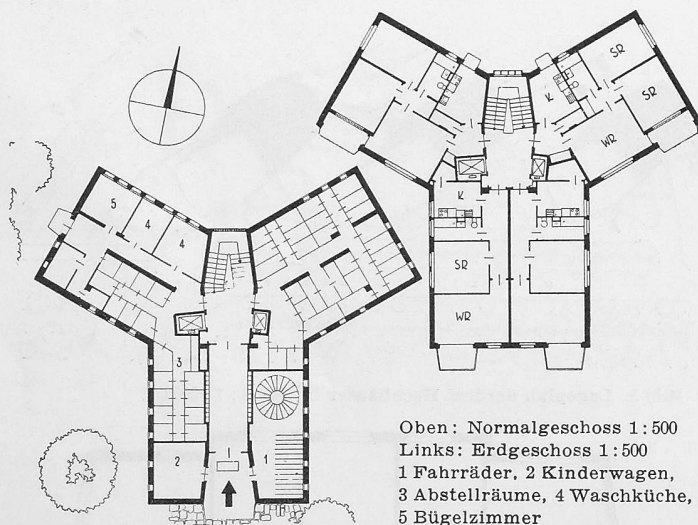 SR
K
SR
WR
K
SR
WR
5
4
4
3
2
1
Oben: Normalgeschoss 1:500
Links: Erdgeschoss 1:500
1 Fahrräder, 2 Kinderwagen,
3 Abstellräume, 4 Waschküche,
5 Bügelzimmer